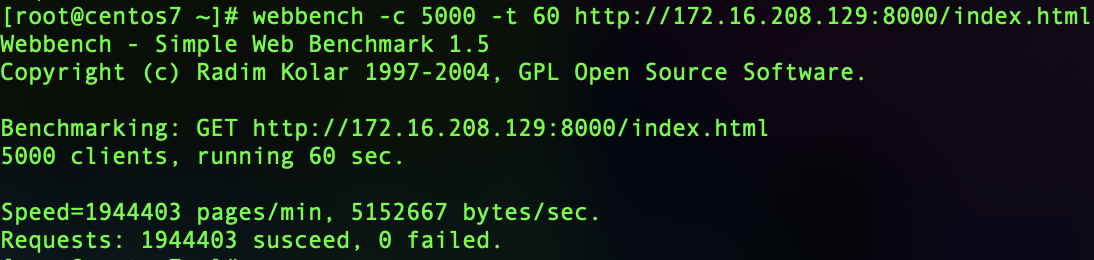 [root@centos7 ~]# webbench -c 5000 -t 60 http://172.16.208.129:8000/index.html
Webbench - Simple Web Benchmark 1.5
Copyright (c) Radim Kolar 1997-2004, GPL Open Source Software.
Benchmarking: GET http://172.16.208.129:8000/index.html
5000 clients, running 60 sec.
Speed=1944403 pages/min, 5152667 bytes/sec.
Requests: 1944403 susceed, 0 failed.